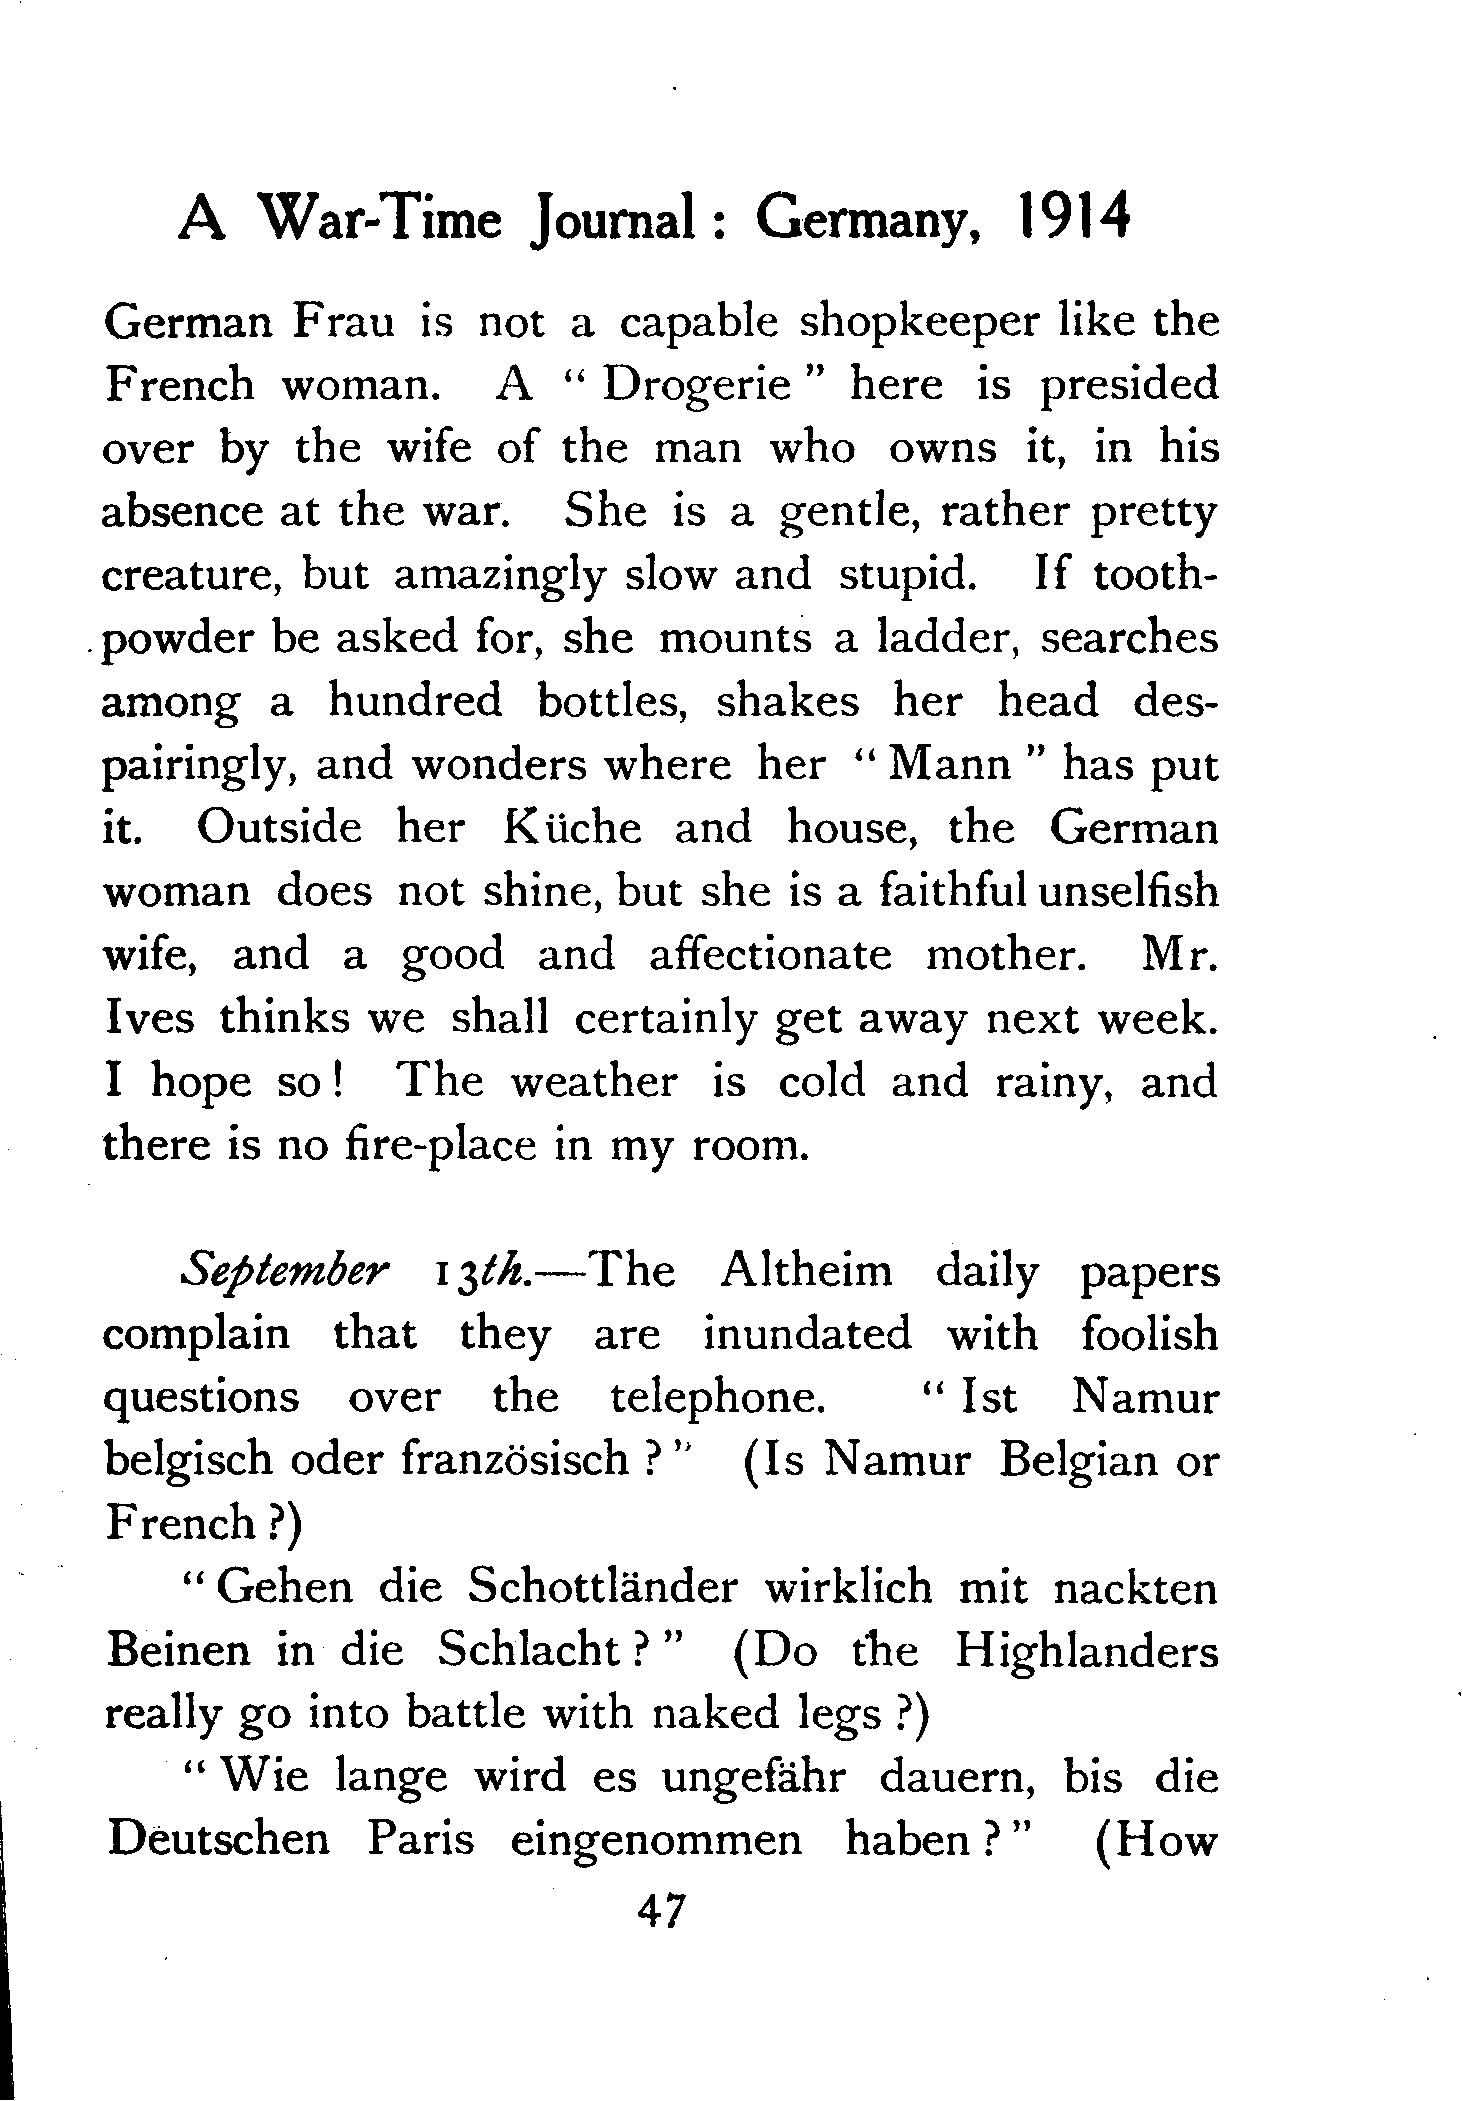 A War-Time Journal : Germany, 1914
German Frau is not a capable shopkeeper like the
French woman. A “ Drogerie ” here is presided
over by the wife of the man who owns it, in his
absence at the war. She is a gentle, rather pretty
creature, but amazingly slow and stupid. If tooth-
powder be asked for, she mounts a ladder, searches
among a hundred bottles, shakes her head des-
pairingly, and wonders where her “ Mann ” has put
it. Outside her Küche and house, the German
woman does not shine, but she is a faithful unselfish
wife, and a good and affectionate mother. Mr.
Ives thinks we shall certainly get away next week.
I hope so ! The weather is cold and rainy, and
there is no fire-place in my room.
September 13th.—The Altheim daily papers
complain that they are inundated with foolish
questions over the telephone. “ Ist Namur
belgisch oder französisch ? ” (Is Namur Belgian or
French ?)
“ Gehen die Schottländer wirklich mit nackten
Beinen in die Schlacht ? ” (Do the Highlanders
really go into battle with naked legs ?)
“ Wie lange wird es ungefähr dauern, bis die
Deutschen Paris eingenommen haben ? ” (How
47